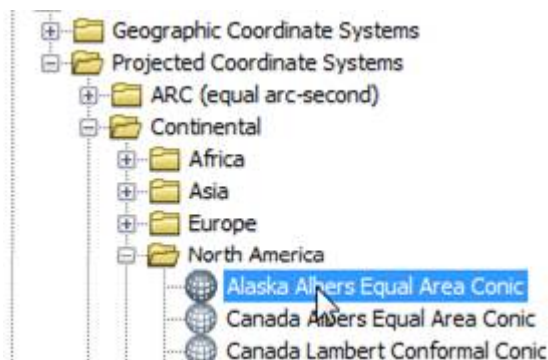 Geographic Coordinate Systems
Projected Coordinate Systems
ARC (equal arc-second)
Continental
Africa
Asia
Europe
North America
Alaska Albers Equal Area Conic
Canada Albers Equal Area Conic
Canada Lambert Conformal Conic